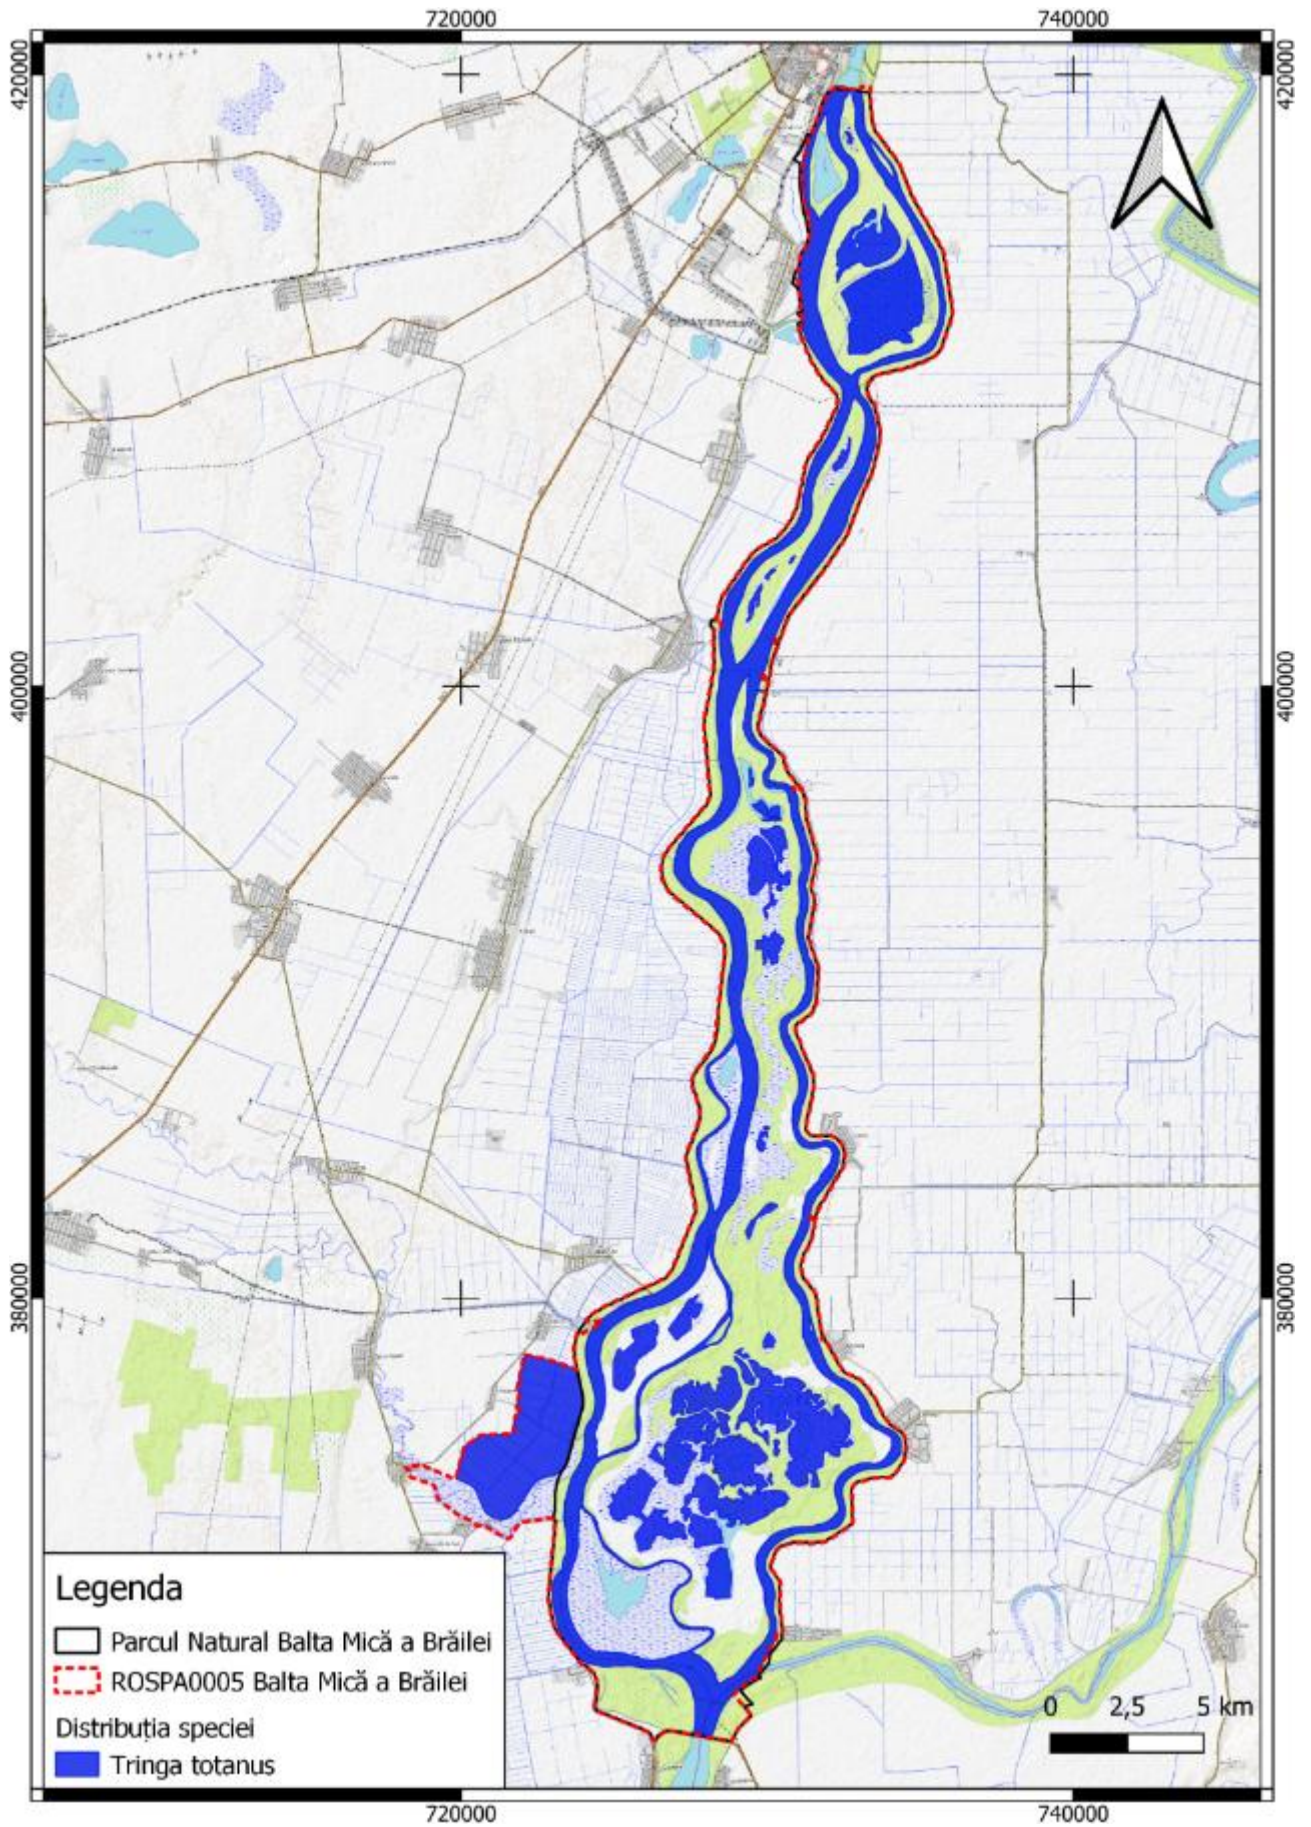 720000 740000
420000 420000
400000 400000
380000 380000
Legenda
Parcul Natural Balta Mică a Brăilei
ROSPA0005 Balta Mică a Brăilei
Distribuția speciei
Tringa totanus
0 2,5 5 km
720000 740000